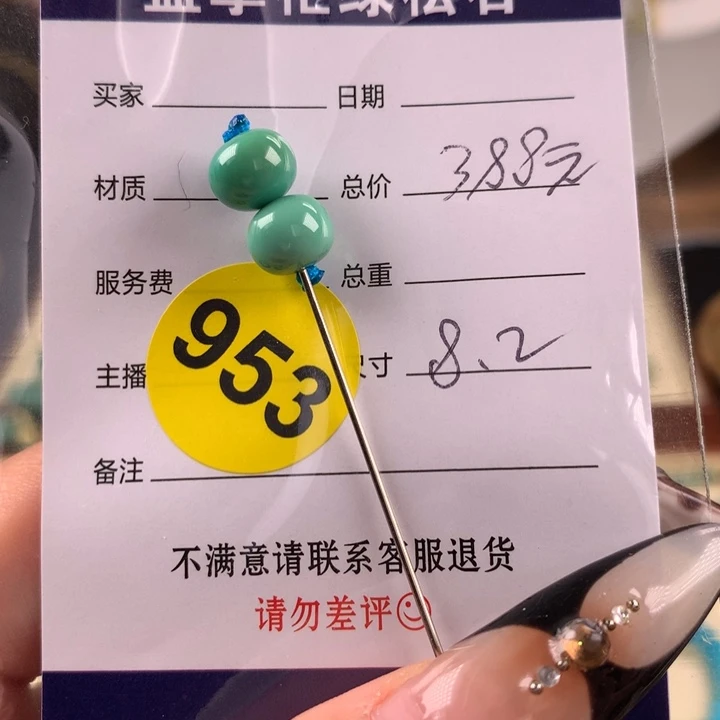 买家 日期
材质 总价 388元
服务费 总重
主播 尺寸 8.2
953
备注
不满意请联系客服退货
请勿差评